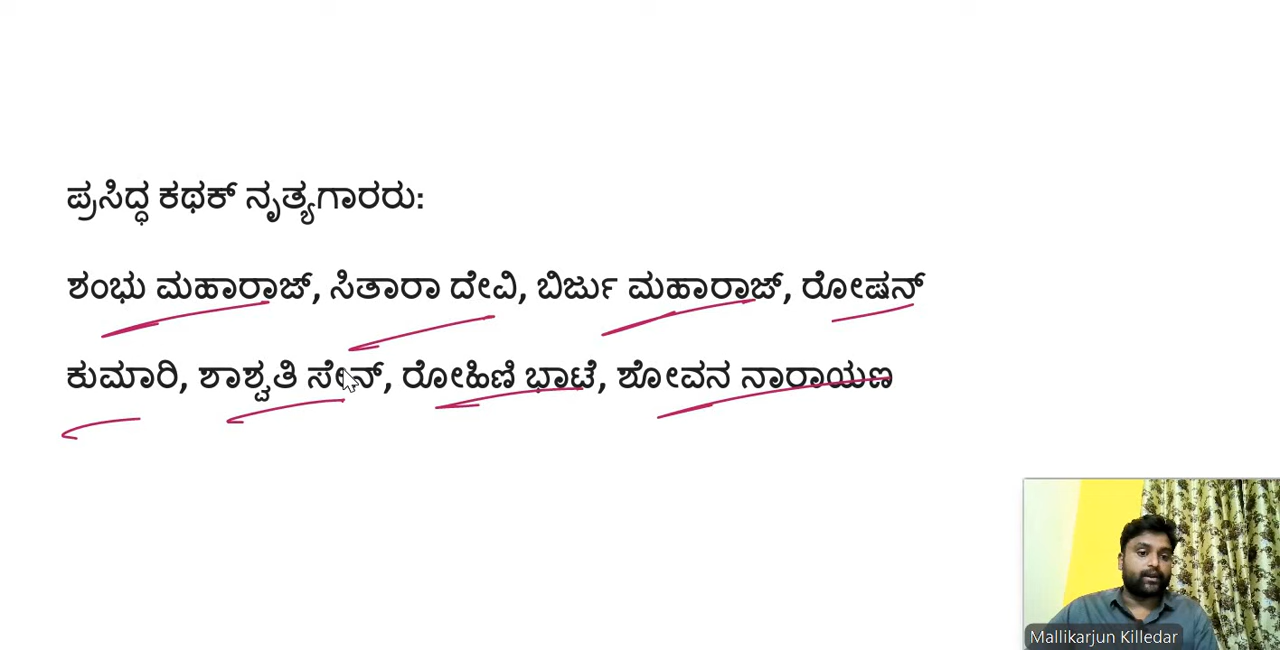 ಪ್ರಸಿದ್ಧ ಕಥಕ್ ನೃತ್ಯಗಾರರು:
ಶಂಭು ಮಹಾರಾಜ್, ಸಿತಾರಾ ದೇವಿ, ಬಿರ್ಜು ಮಹಾರಾಜ್, ರೋಷನ್
ಕುಮಾರಿ, ಶಾಶ್ವತಿ ಸೇನ್, ರೋಹಿಣಿ ಭಾಟೆ, ಶೋವನ ನಾರಾಯಣ
Mallikarjun Killedar